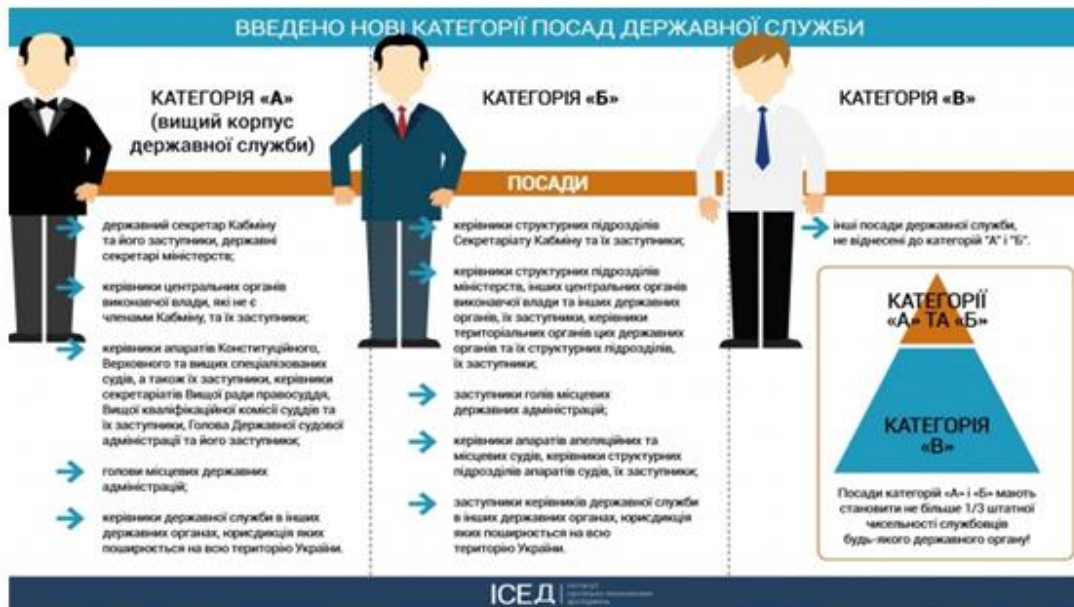 ВВЕДЕНО НОВІ КАТЕГОРІЇ ПОСАД ДЕРЖАВНОЇ СЛУЖБИ
КАТЕГОРІЯ «А»
(вищий корпус
державної служби)
КАТЕГОРІЯ «Б»
КАТЕГОРІЯ «В»
ПОСАДИ
державний секретар Кабміну
та його заступники, державні
секретарі міністерств;
керівники центральних органів
виконавчої влади, які не є
членами Кабміну, та їх заступники;
керівники апаратів Конституційного,
Верховного та вищих спеціалізованих
судів, а також їх заступники, керівники
секретаріатів Вищої ради правосуддя,
Вищої кваліфікаційної комісії суддів та
їх заступники, Голова Державної судової
адміністрації та його заступники;
голови місцевих державних
адміністрацій;
керівники державної служби в інших
державних органах, юрисдикція яких
поширюється на всю територію України.
керівники структурних підрозділів
Секретаріату Кабміну та їх заступники;
керівники структурних підрозділів
міністерств, інших центральних органів
виконавчої влади та інших державних
органів, їх заступники, керівники
територіальних органів цих державних
органів та їх структурних підрозділів,
їх заступники;
заступники голів місцевих
державних адміністрацій;
керівники апаратів апеляційних та
місцевих судів, керівники структурних
підрозділів апаратів судів, їх заступники;
заступники керівників державної служби
в інших державних органах, юрисдикція
яких поширюється на всю
територію України.
інші посади державної служби,
не віднесені до категорій "А" і "Б".
КАТЕГОРІЇ
«А» ТА «Б»
КАТЕГОРІЯ
«В»
Посади категорій «А» і «Б» мають
становити не більше 1/3 штатної
чисельності службовців
будь-якого державного органу!
ІСЕД